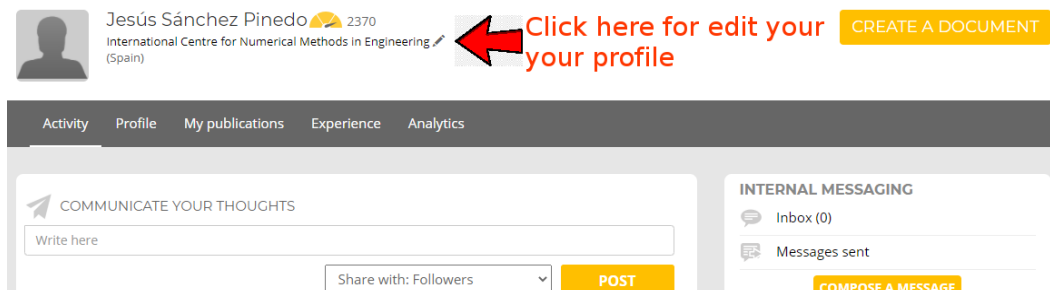 Jesús Sánchez Pinedo 2370
International Centre for Numerical Methods in Engineering
(Spain)
Click here for edit your
your profile
CREATE A DOCUMENT
Activity Profile My publications Experience Analytics
COMMUNICATE YOUR THOUGHTS
Write here
Share with: Followers
POST
INTERNAL MESSAGING
Inbox (0)
Messages sent
COMPOSE A MESSAGE